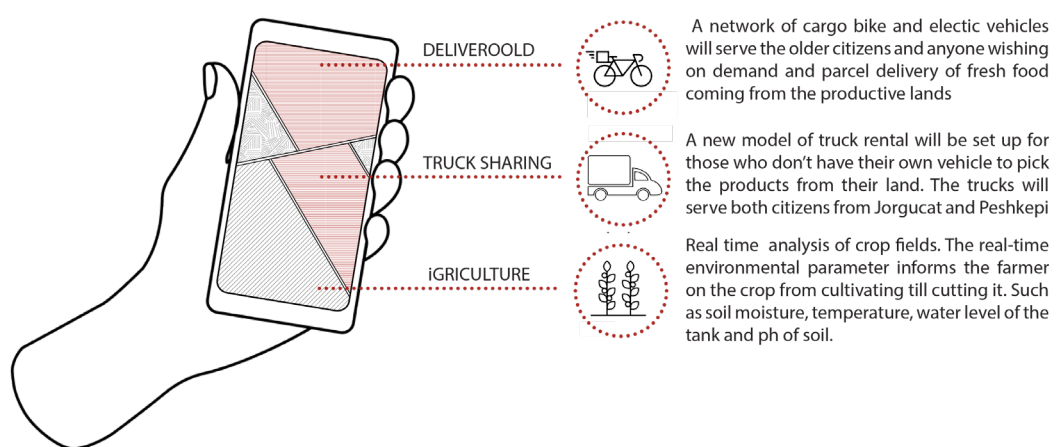 DELIVEROOLD
A network of cargo bike and electic vehicles
will serve the older citizens and anyone wishing
on demand and parcel delivery of fresh food
coming from the productive lands
TRUCK SHARING
A new model of truck rental will be set up for
those who don't have their own vehicle to pick
the products from their land. The trucks will
serve both citizens from Jorgucat and Peshkepi
iGRICULTURE
Real time analysis of crop fields. The real-time
environmental parameter informs the farmer
on the crop from cultivating till cutting it. Such
as soil moisture, temperature, water level of the
tank and ph of soil.